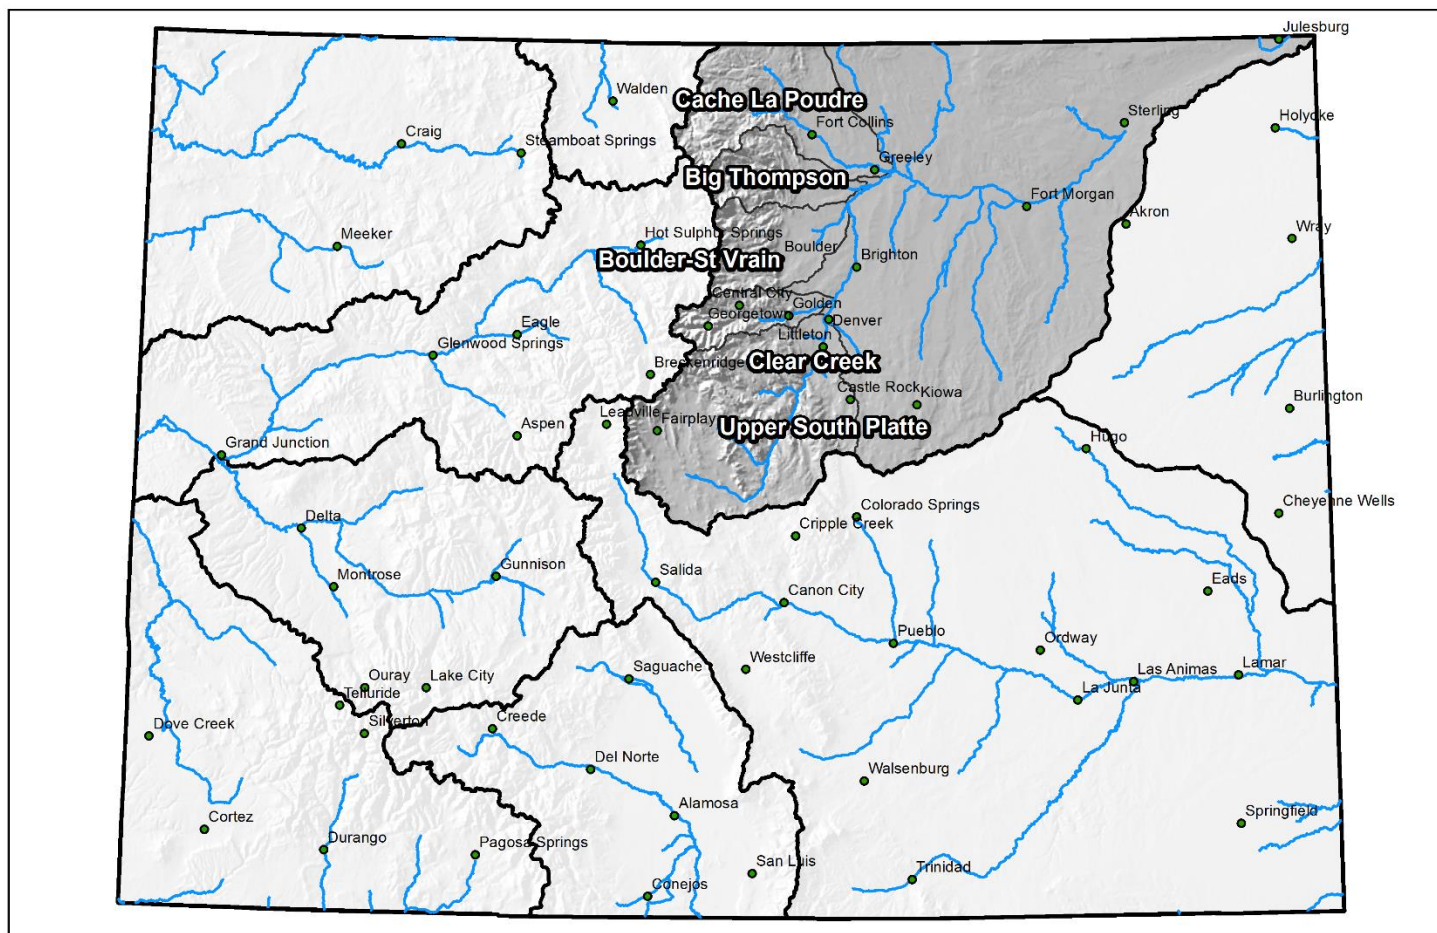 Julesburg
Walden
Cache La Poudre
Sterling
Holyoke
Craig
Steamboat Springs
Fort Collins
Greeley
Big Thompson
Fort Morgan
Akron
Wray
Meeker
Hot Sulphur Springs
Boulder
Boulder-St Vrain
Brighton
Central City
Golden
Georgetown
Denver
Eagle
Littleton
Glenwood Springs
Clear Creek
Breckenridge
Castle Rock
Kiowa
Burlington
Leadville
Fairplay
Upper South Platte
Aspen
Grand Junction
Hugo
Cheyenne Wells
Colorado Springs
Delta
Cripple Creek
Montrose
Gunnison
Salida
Eads
Canon City
Pueblo
Ordway
Westcliffe
Las Animas
Lamar
Ouray
Lake City
Saguache
La Junta
Telluride
Dove Creek
Silverton
Creede
Del Norte
Walsenburg
Alamosa
Cortez
Springfield
Durango
Pagosa Springs
San Luis
Trinidad
Conejos